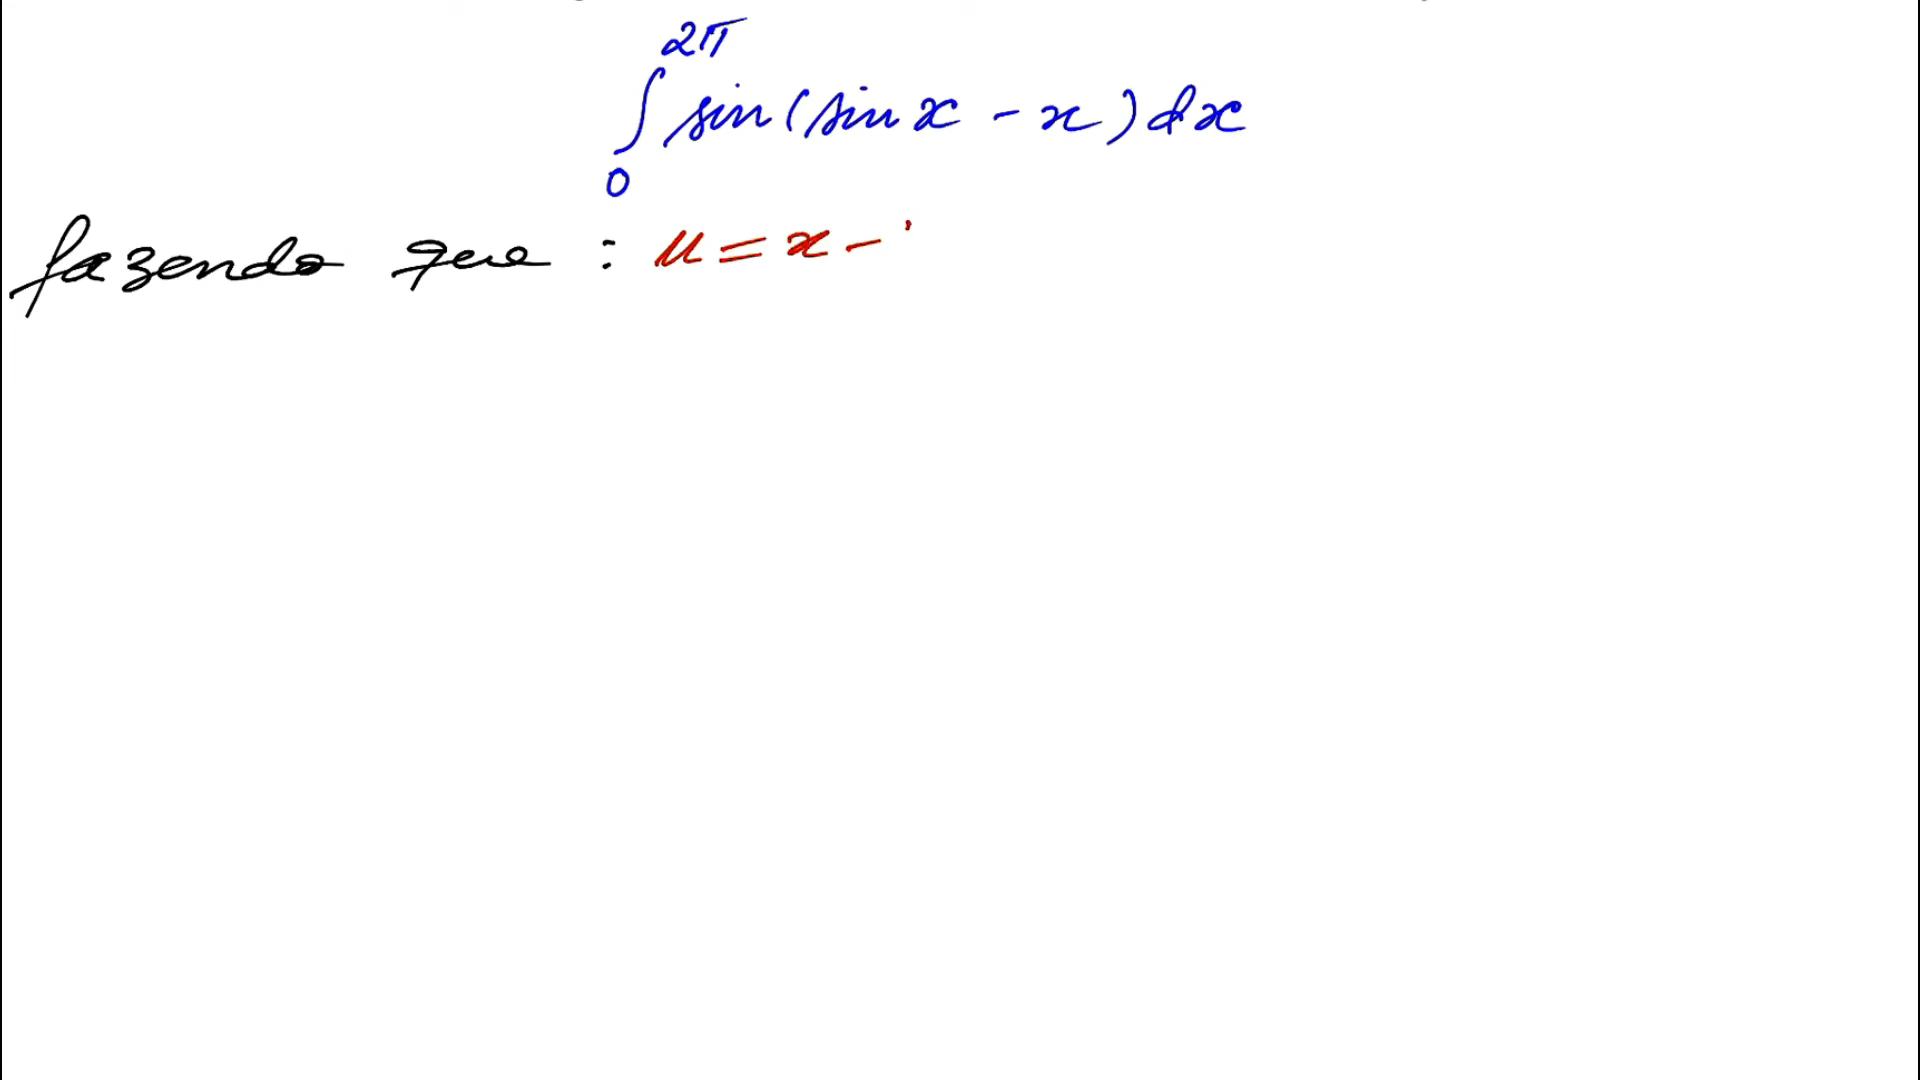 2π
∫ sin(sin x - x) dx
0
fazendo que : u = x -